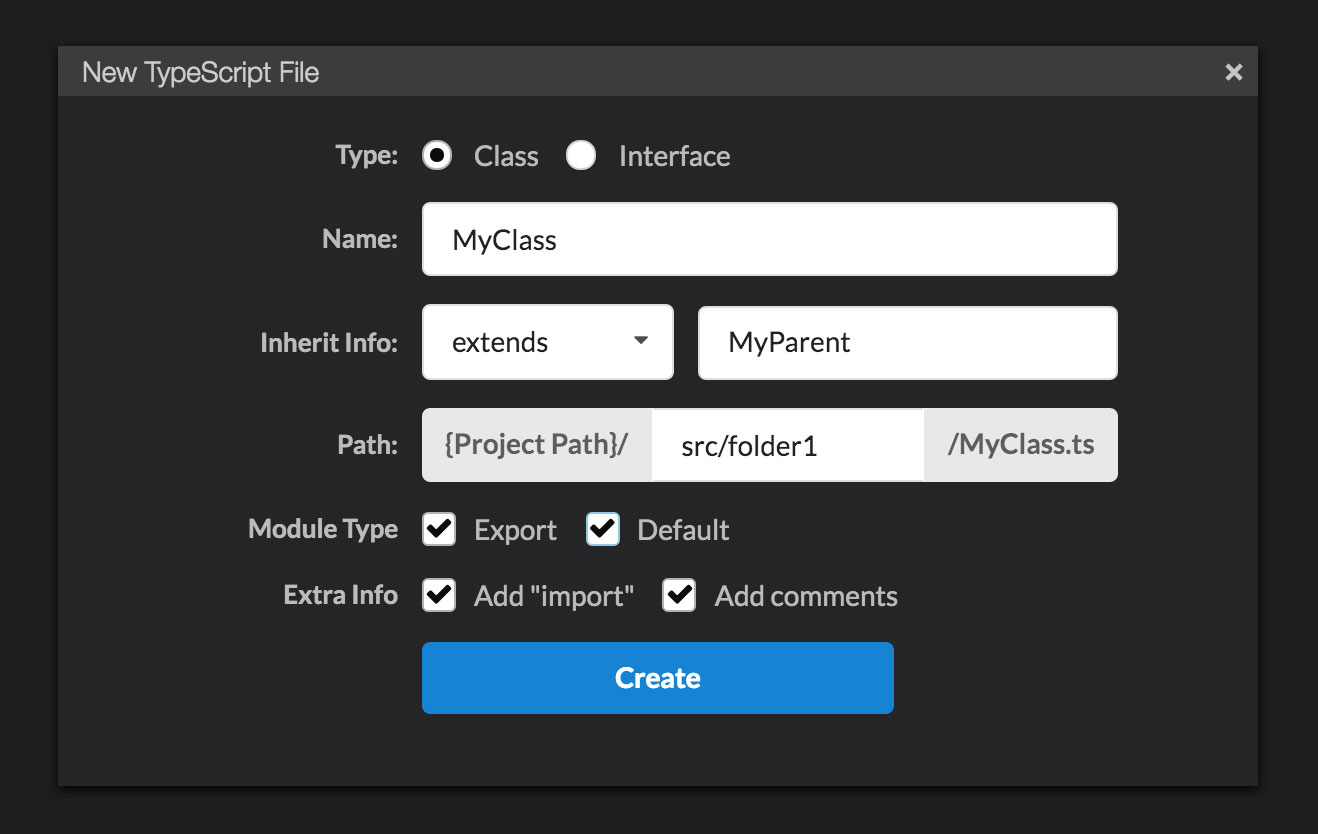 New TypeScript File
Type: Class Interface
Name: MyClass
Inherit Info: extends MyParent
Path: {Project Path}/ src/folder1 /MyClass.ts
Module Type Export Default
Extra Info Add "import" Add comments
Create